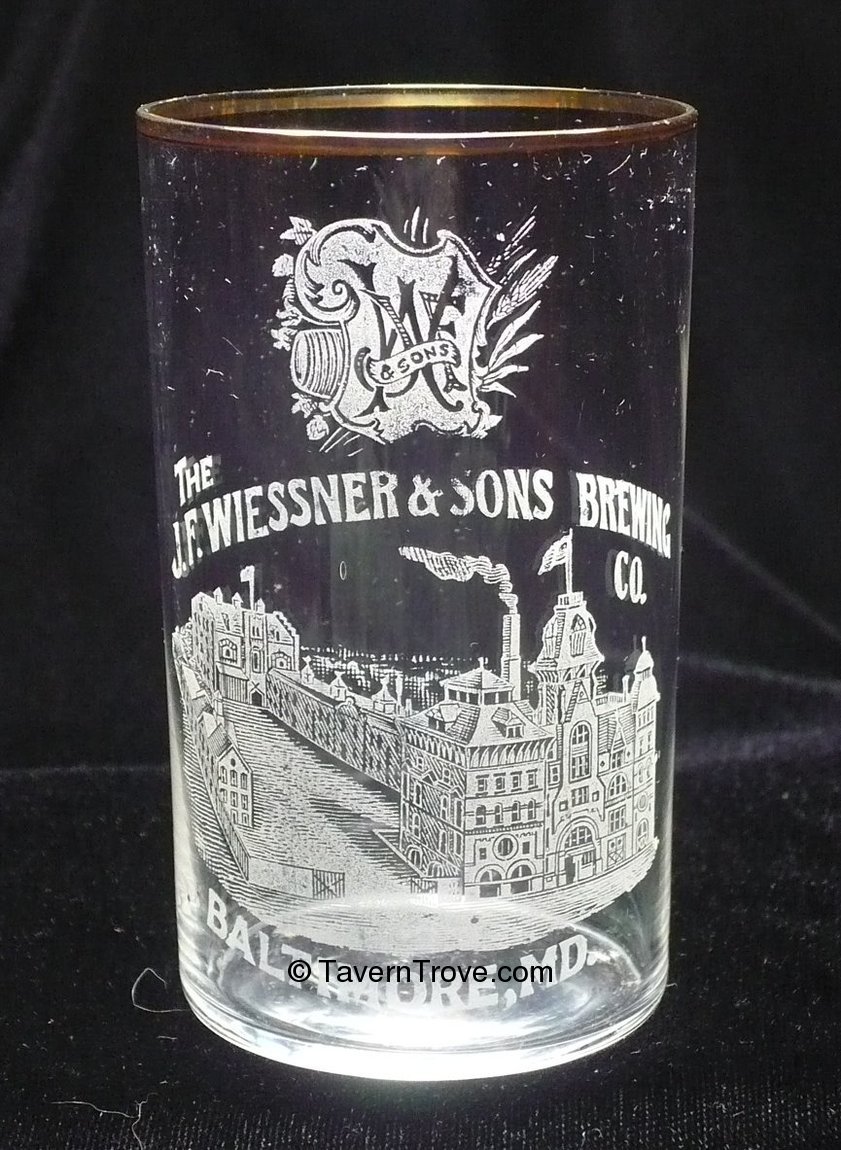 W
& SONS
THE
J.F. WIESSNER & SONS BREWING
CO.
BALTIMORE, MD.
© TavernTrove.com